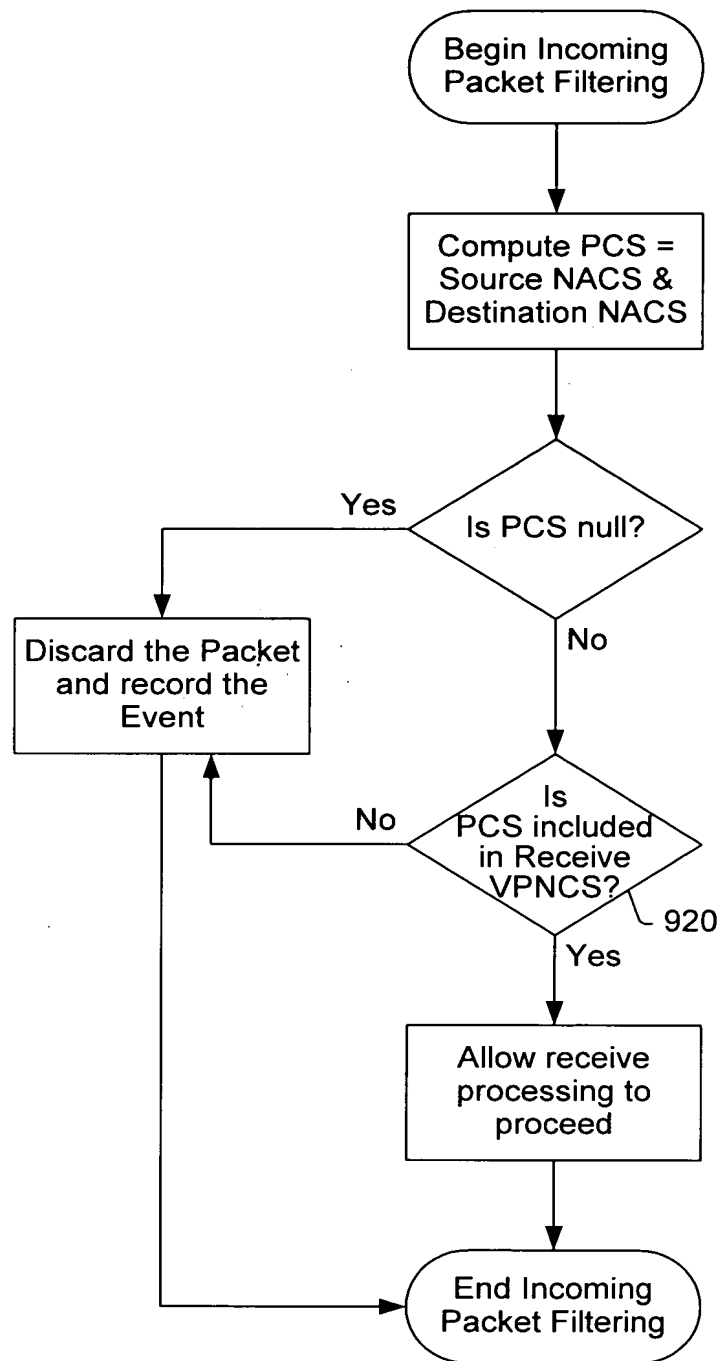 Begin Incoming
Packet Filtering
Compute PCS =
Source NACS &
Destination NACS
Yes
Is PCS null?
No
Discard the Packet
and record the
Event
No
Is
PCS included
in Receive
VPNCS?
920
Yes
Allow receive
processing to
proceed
End Incoming
Packet Filtering